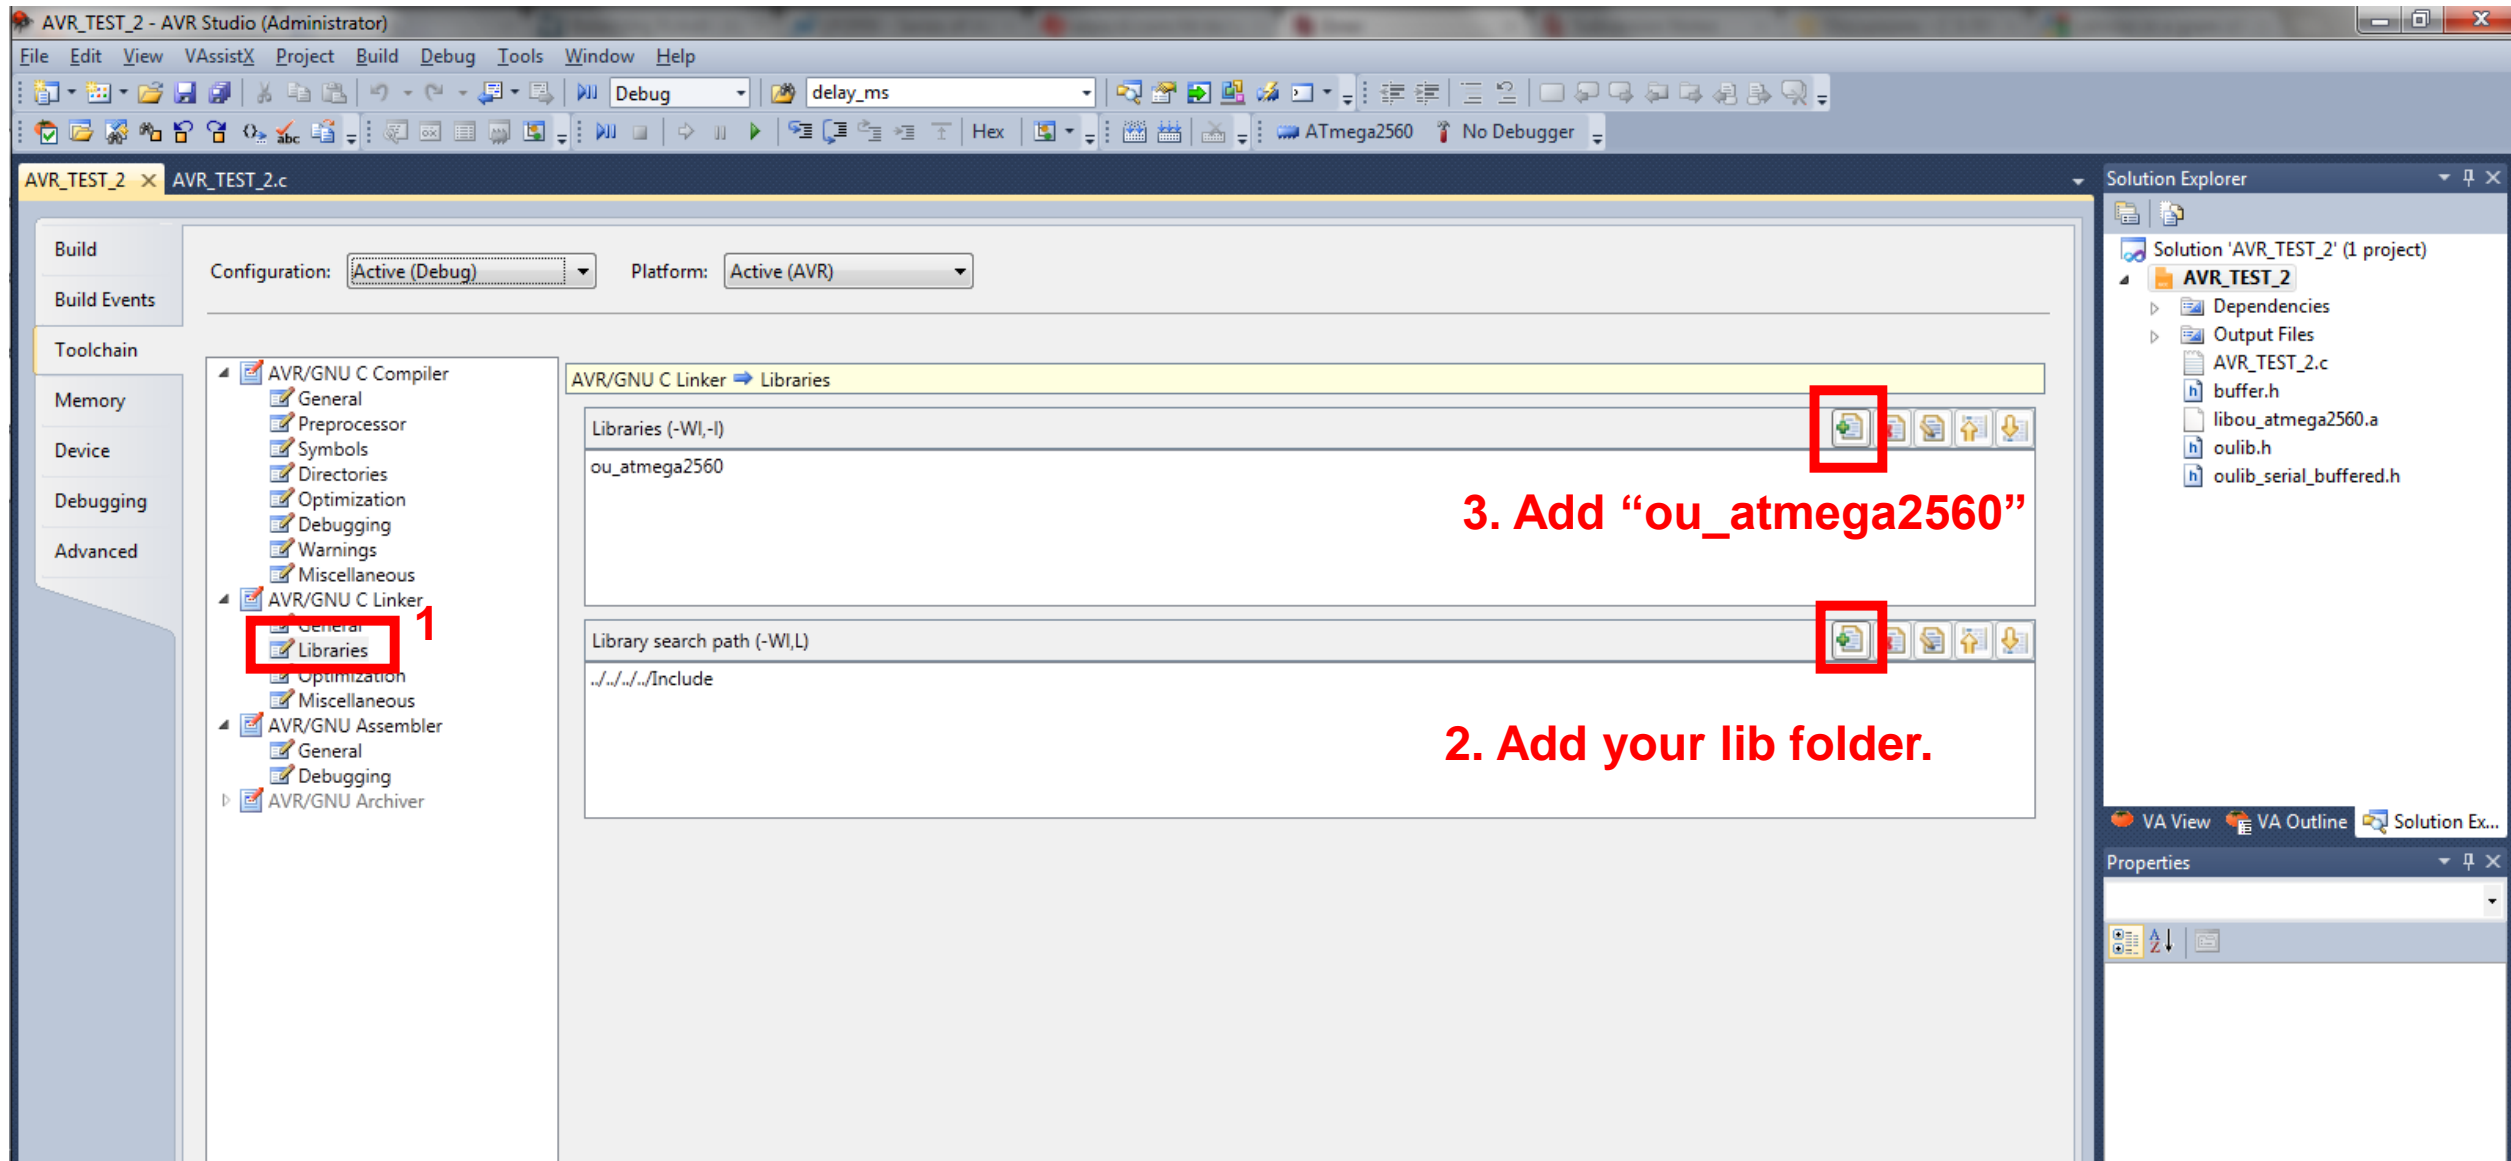 AVR_TEST_2 - AVR Studio (Administrator)
File Edit View VAssistX Project Build Debug Tools Window Help
Debug delay_ms
Hex ATmega2560 No Debugger
AVR_TEST_2 AVR_TEST_2.c
Build
Build Events
Toolchain
Memory
Device
Debugging
Advanced
Configuration: Active (Debug) Platform: Active (AVR)
AVR/GNU C Compiler
General
Preprocessor
Symbols
Directories
Optimization
Debugging
Warnings
Miscellaneous
AVR/GNU C Linker
General
Libraries
1
Optimization
Miscellaneous
AVR/GNU Assembler
General
Debugging
AVR/GNU Archiver
AVR/GNU C Linker Libraries
Libraries (-Wl,-l)
ou_atmega2560
3. Add “ou_atmega2560”
Library search path (-Wl,L)
../../../../Include
2. Add your lib folder.
Solution Explorer
Solution 'AVR_TEST_2' (1 project)
AVR_TEST_2
Dependencies
Output Files
AVR_TEST_2.c
buffer.h
libou_atmega2560.a
oulib.h
oulib_serial_buffered.h
VA View VA Outline Solution Ex...
Properties